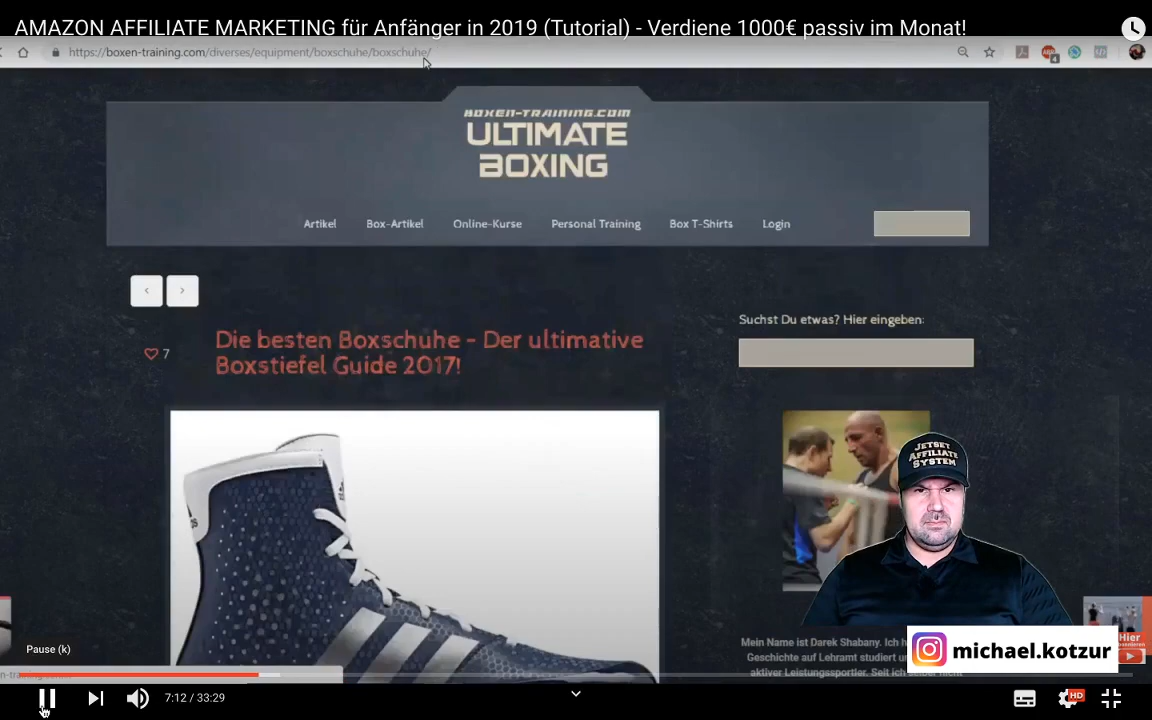 AMAZON AFFILIATE MARKETING für Anfänger in 2019 (Tutorial) - Verdiene 1000€ passiv im Monat!
https://boxen-training.com/diverses/equipment/boxschuhe/boxschuhe/
4
BOXEN-TRAINING.COM
ULTIMATE
BOXING
Artikel Box-Artikel Online-Kurse Personal Training Box T-Shirts Login
Suchst Du etwas? Hier eingeben:
7
Die besten Boxschuhe - Der ultimative
Boxstiefel Guide 2017!
JETSET
AFFILIATE
SYSTEM
Hier
Mein Name ist Darek Shabany. Ich
Geschichte auf Lehramt studiert
aktiver Leistungssportler. Seit
michael.kotzur
Pause (k)
7:12 / 33:29
HD